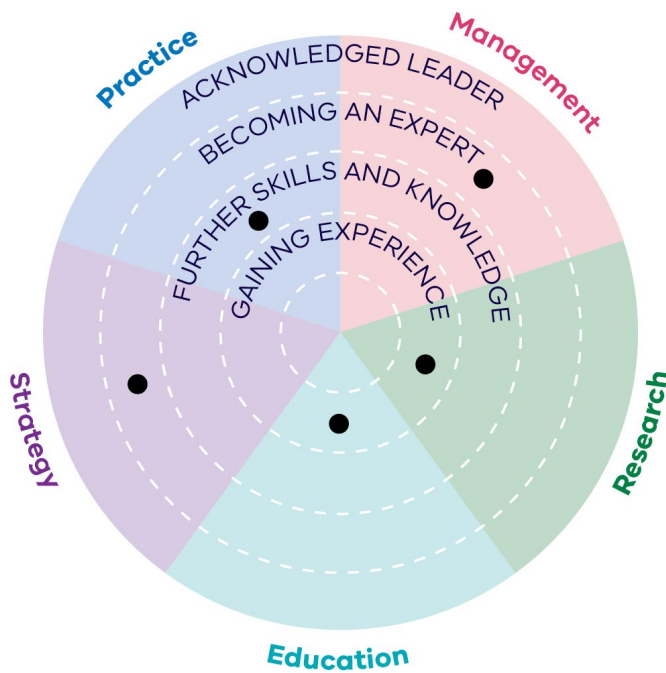 Practice
Management
ACKNOWLEDGED LEADER
BECOMING AN EXPERT
FURTHER SKILLS AND KNOWLEDGE
GAINING EXPERIENCE
Strategy
Research
Education